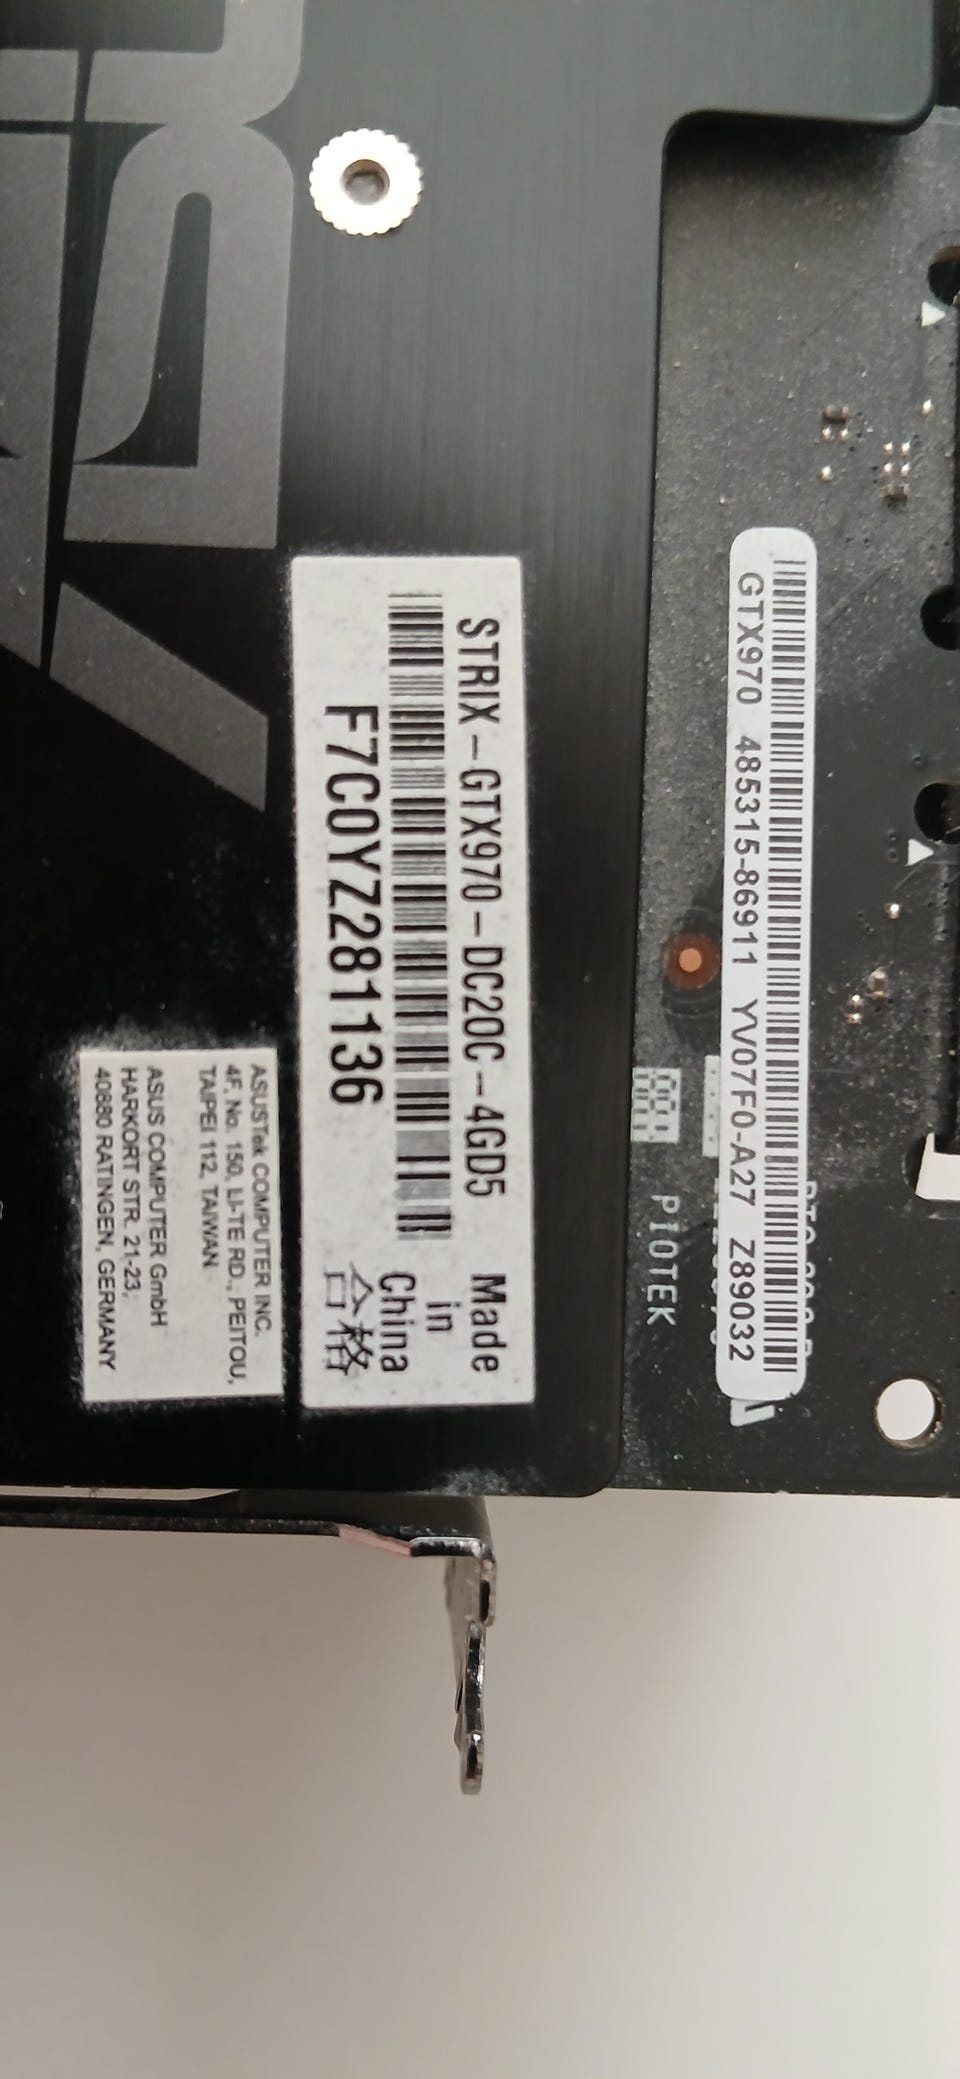 STRIX-GTX970-DC2OC-4GD5
F7C0YZ281136
Made
in
China
合格
GTX970 485315-86911 YV07F0-A27 Z89032
PIOTEK
ASUSTek COMPUTER INC.
4F, No. 150, LI-TE RD., PEITOU,
TAIPEI 112, TAIWAN
ASUS COMPUTER GmbH
HARKORT STR. 21-23,
40880 RATINGEN, GERMANY